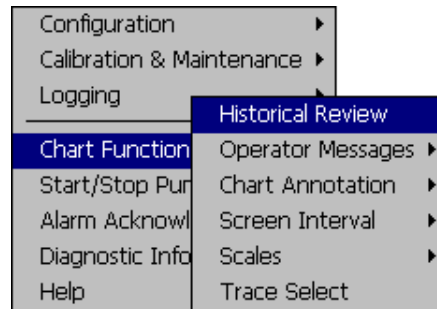 Configuration
Calibration & Maintenance
Logging
Chart Function
Start/Stop Pur
Alarm Acknowl
Diagnostic Info
Help
Historical Review
Operator Messages
Chart Annotation
Screen Interval
Scales
Trace Select